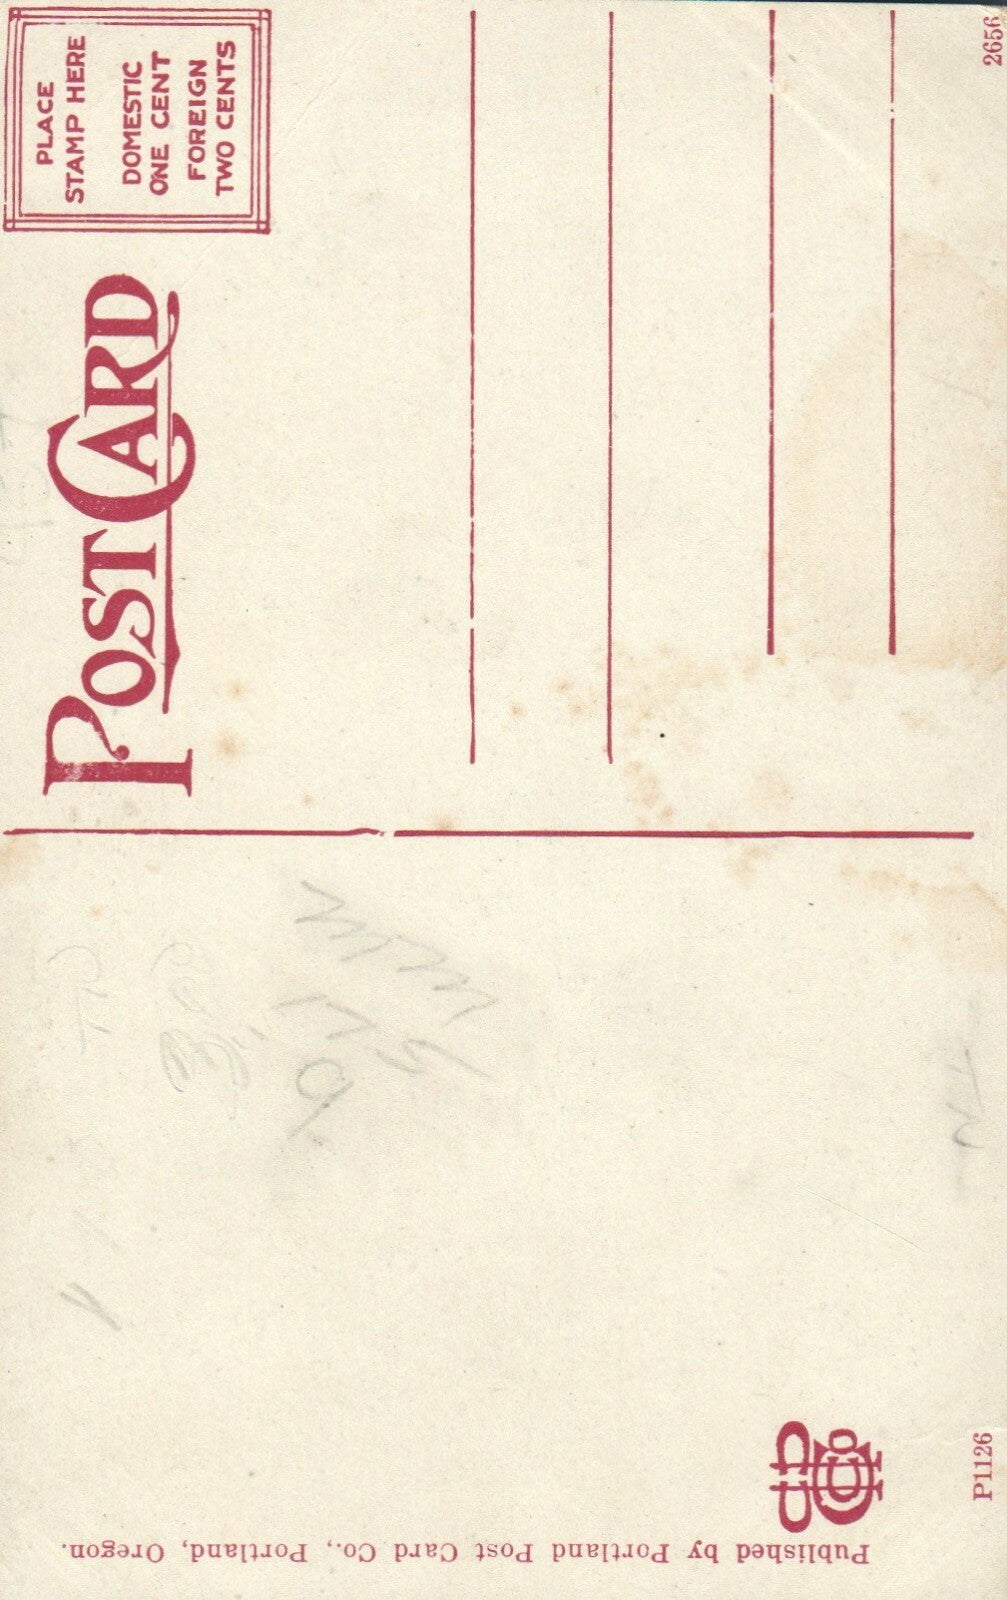 PLACE
STAMP HERE
DOMESTIC
ONE CENT
FOREIGN
TWO CENTS
POST CARD
2656
Published by Portland Post Card Co., Portland, Oregon.
P1126